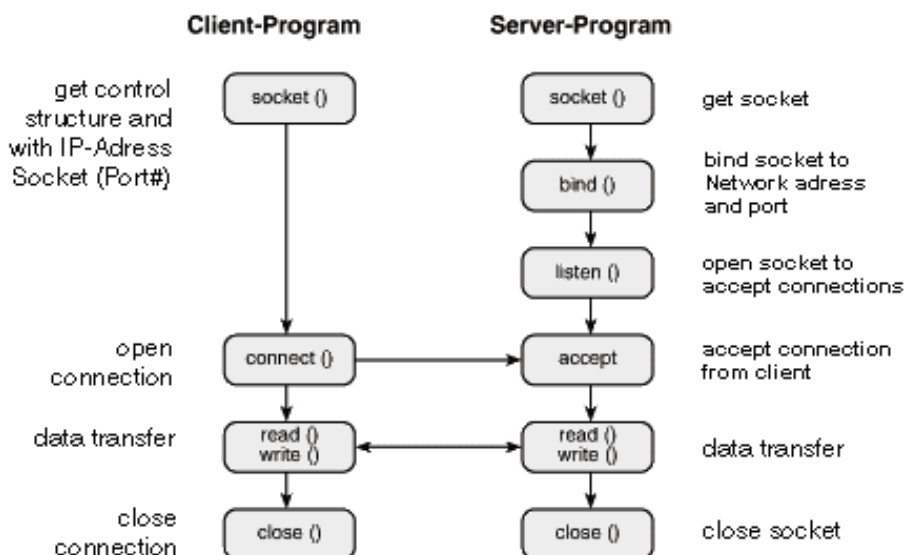 Client-Program
Server-Program
get control
structure and
with IP-Adress
Socket (Port#)
socket ()
socket ()
get socket
bind ()
bind socket to
Network adress
and port
listen ()
open socket to
accept connections
open
connection
connect ()
accept
accept connection
from client
data transfer
read ()
write ()
read ()
write ()
data transfer
close
connection
close ()
close ()
close socket